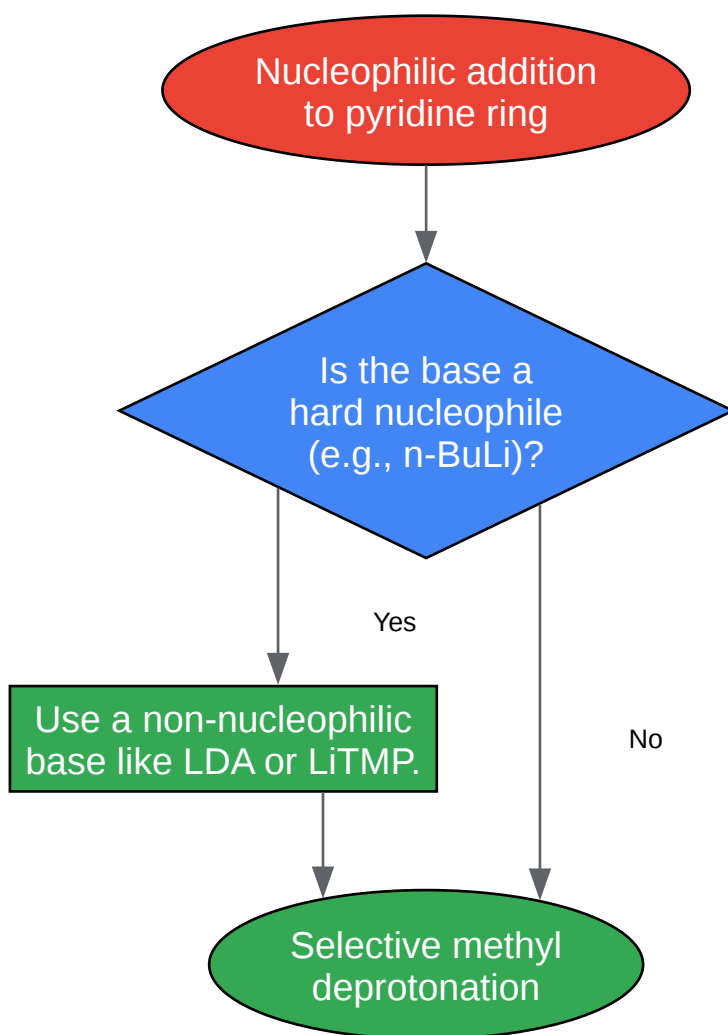 Nucleophilic addition
to pyridine ring
Is the base a
hard nucleophile
(e.g., n-BuLi)?
Yes
Use a non-nucleophilic
base like LDA or LiTMP.
No
Selective methyl
deprotonation